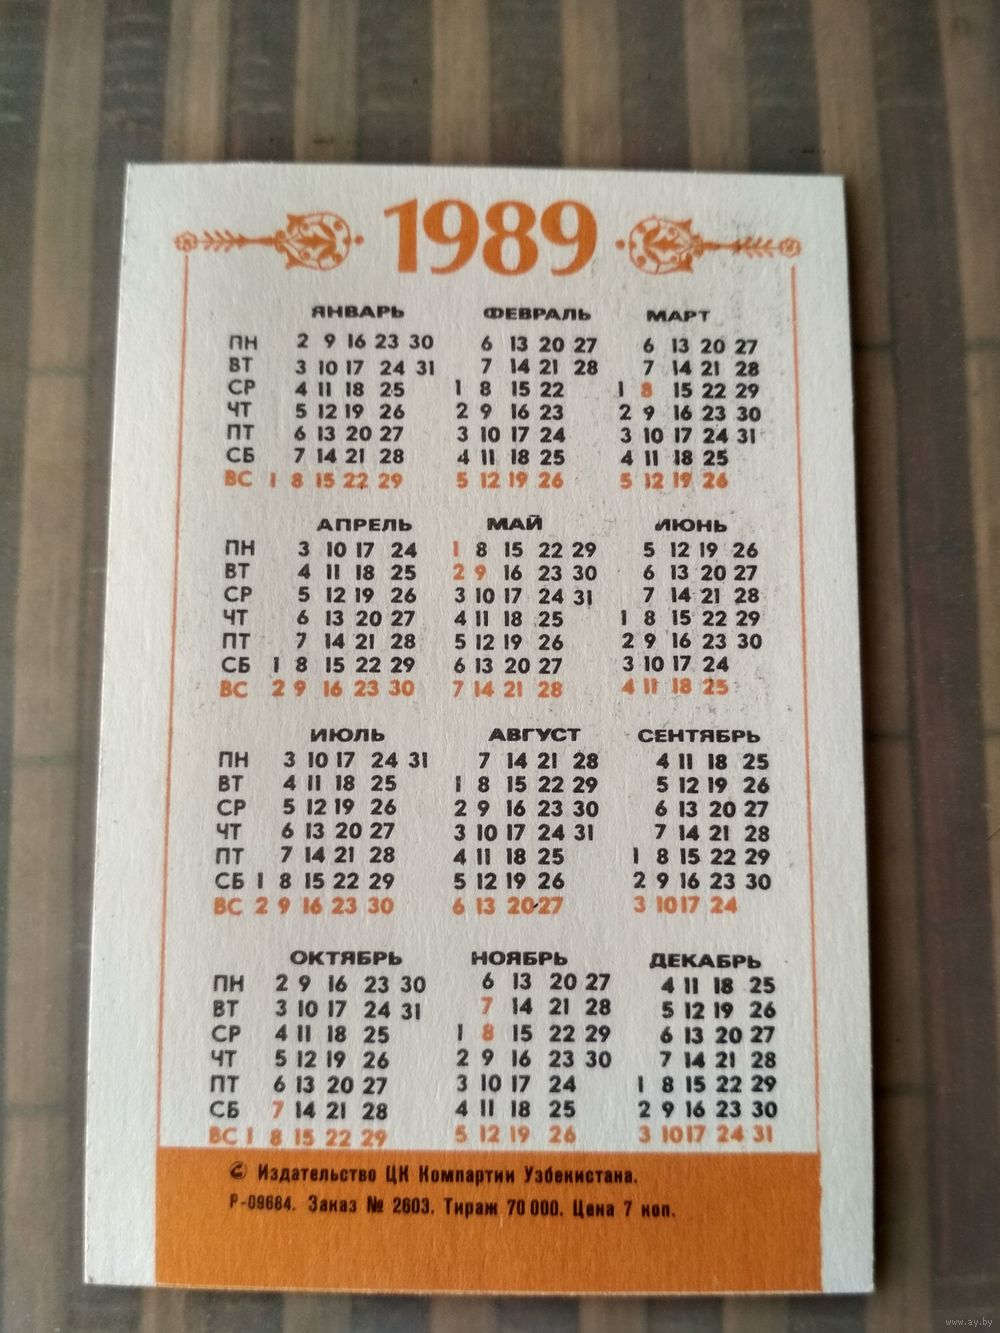 1989
ЯНВАРЬ ФЕВРАЛЬ МАРТ
ПН 2 9 16 23 30 6 13 20 27 6 13 20 27
ВТ 3 10 17 24 31 7 14 21 28 7 14 21 28
СР 4 11 18 25 1 8 15 22 1 8 15 22 29
ЧТ 5 12 19 26 2 9 16 23 2 9 16 23 30
ПТ 6 13 20 27 3 10 17 24 3 10 17 24 31
СБ 7 14 21 28 4 11 18 25 4 11 18 25
ВС 1 8 15 22 29 5 12 19 26 5 12 19 26
АПРЕЛЬ МАЙ ИЮНЬ
ПН 3 10 17 24 1 8 15 22 29 5 12 19 26
ВТ 4 11 18 25 2 9 16 23 30 6 13 20 27
СР 5 12 19 26 3 10 17 24 31 7 14 21 28
ЧТ 6 13 20 27 4 11 18 25 1 8 15 22 29
ПТ 7 14 21 28 5 12 19 26 2 9 16 23 30
СБ 1 8 15 22 29 6 13 20 27 3 10 17 24
ВС 2 9 16 23 30 7 14 21 28 4 11 18 25
ИЮЛЬ АВГУСТ СЕНТЯБРЬ
ПН 3 10 17 24 31 7 14 21 28 4 11 18 25
ВТ 4 11 18 25 1 8 15 22 29 5 12 19 26
СР 5 12 19 26 2 9 16 23 30 6 13 20 27
ЧТ 6 13 20 27 3 10 17 24 31 7 14 21 28
ПТ 7 14 21 28 4 11 18 25 1 8 15 22 29
СБ 1 8 15 22 29 5 12 19 26 2 9 16 23 30
ВС 2 9 16 23 30 6 13 20 27 3 10 17 24
ОКТЯБРЬ НОЯБРЬ ДЕКАБРЬ
ПН 2 9 16 23 30 6 13 20 27 4 11 18 25
ВТ 3 10 17 24 31 7 14 21 28 5 12 19 26
СР 4 11 18 25 1 8 15 22 29 6 13 20 27
ЧТ 5 12 19 26 2 9 16 23 30 7 14 21 28
ПТ 6 13 20 27 3 10 17 24 1 8 15 22 29
СБ 7 14 21 28 4 11 18 25 2 9 16 23 30
ВС 1 8 15 22 29 5 12 19 26 3 10 17 24 31
© Издательство ЦК Компартии Узбекистана.
Р-09684. Заказ № 2603. Тираж 70 000. Цена 7 коп.
www.ay.by